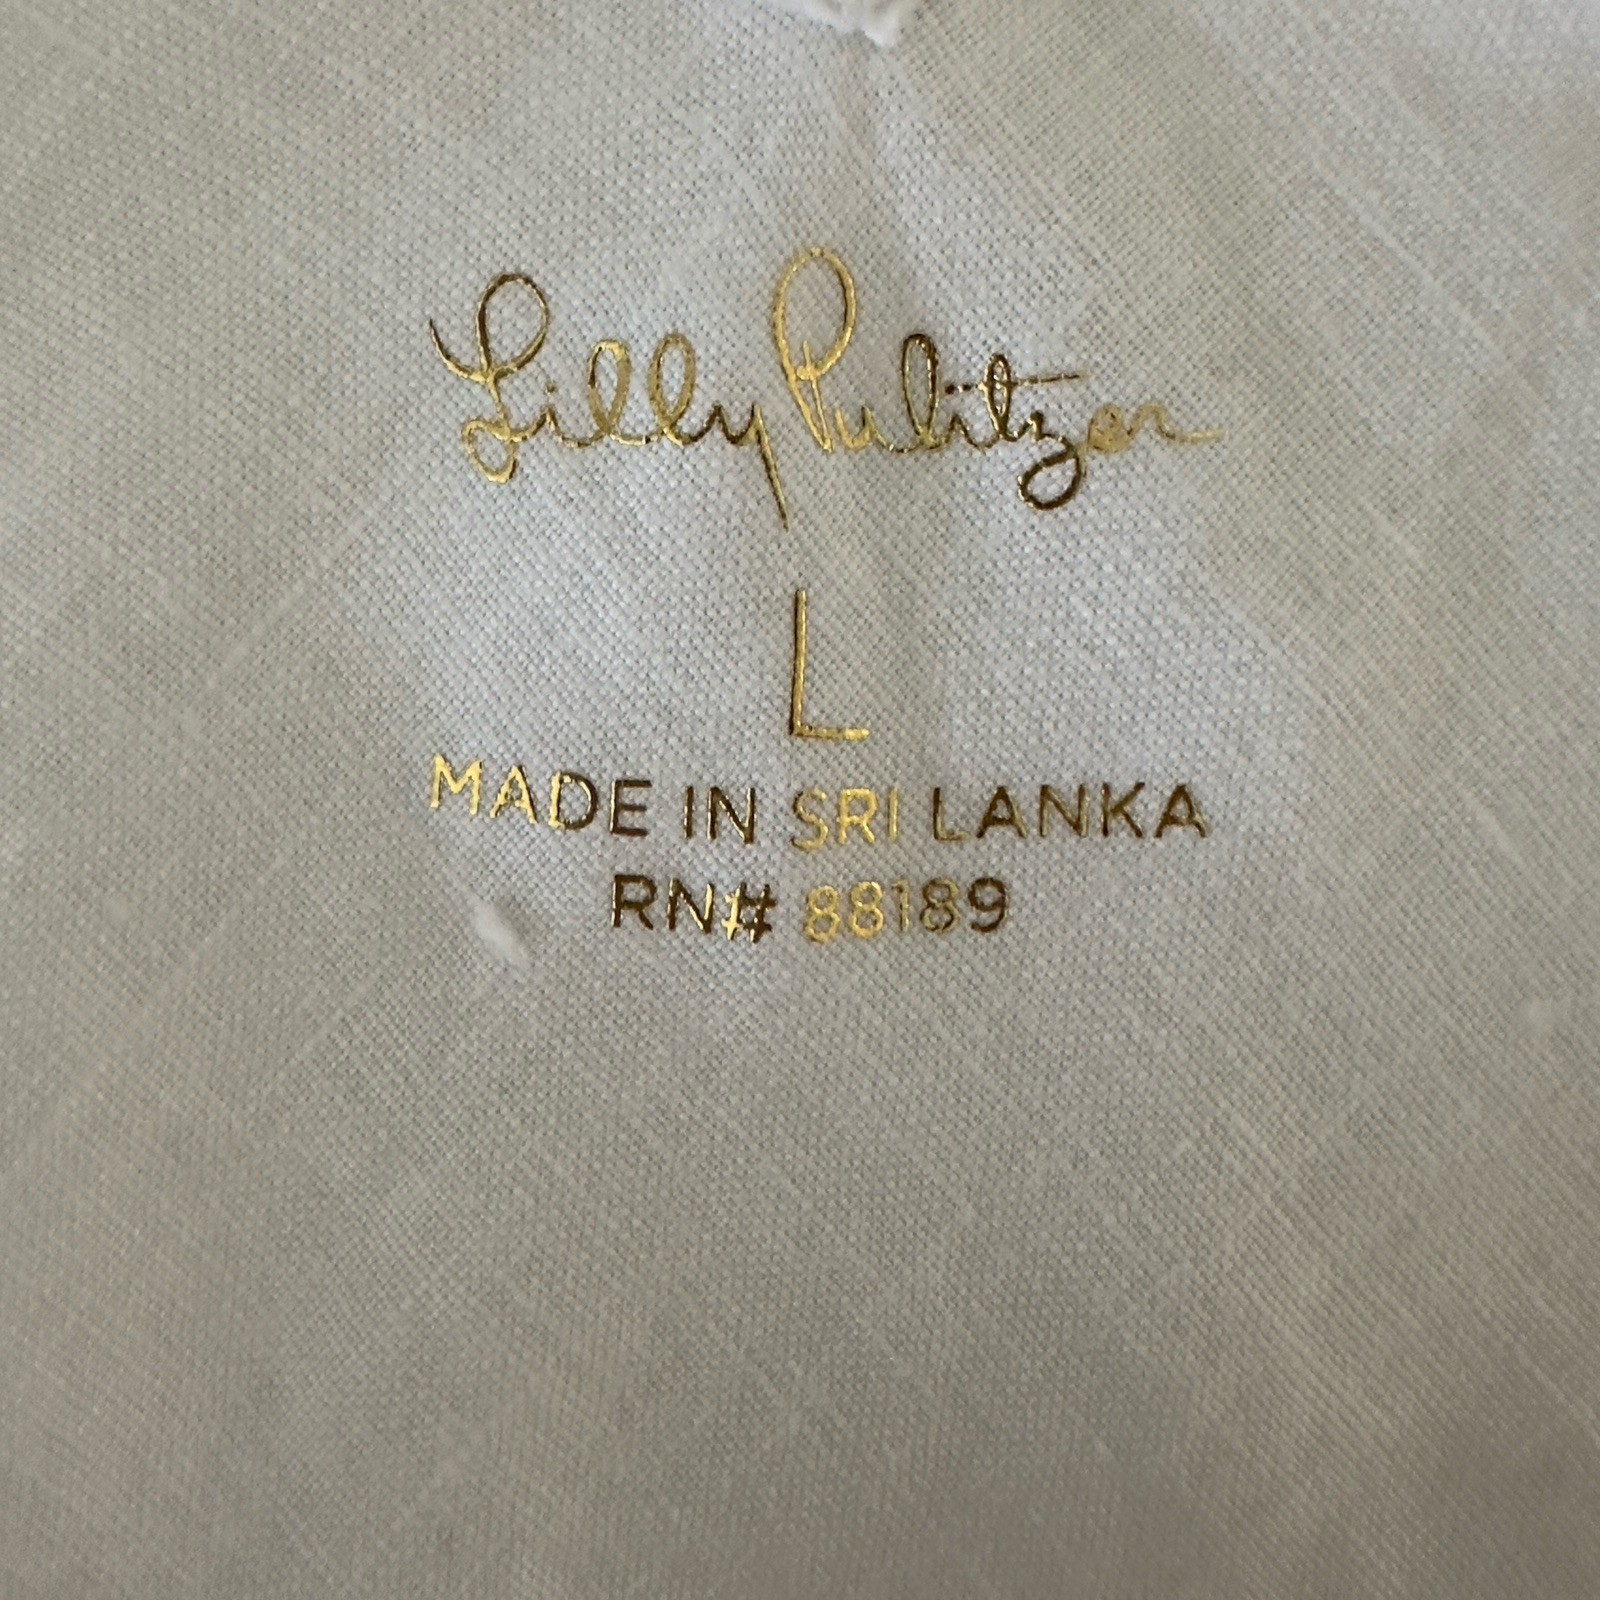 Lilly Pulitzer
L
MADE IN SRI LANKA
RN# 88189